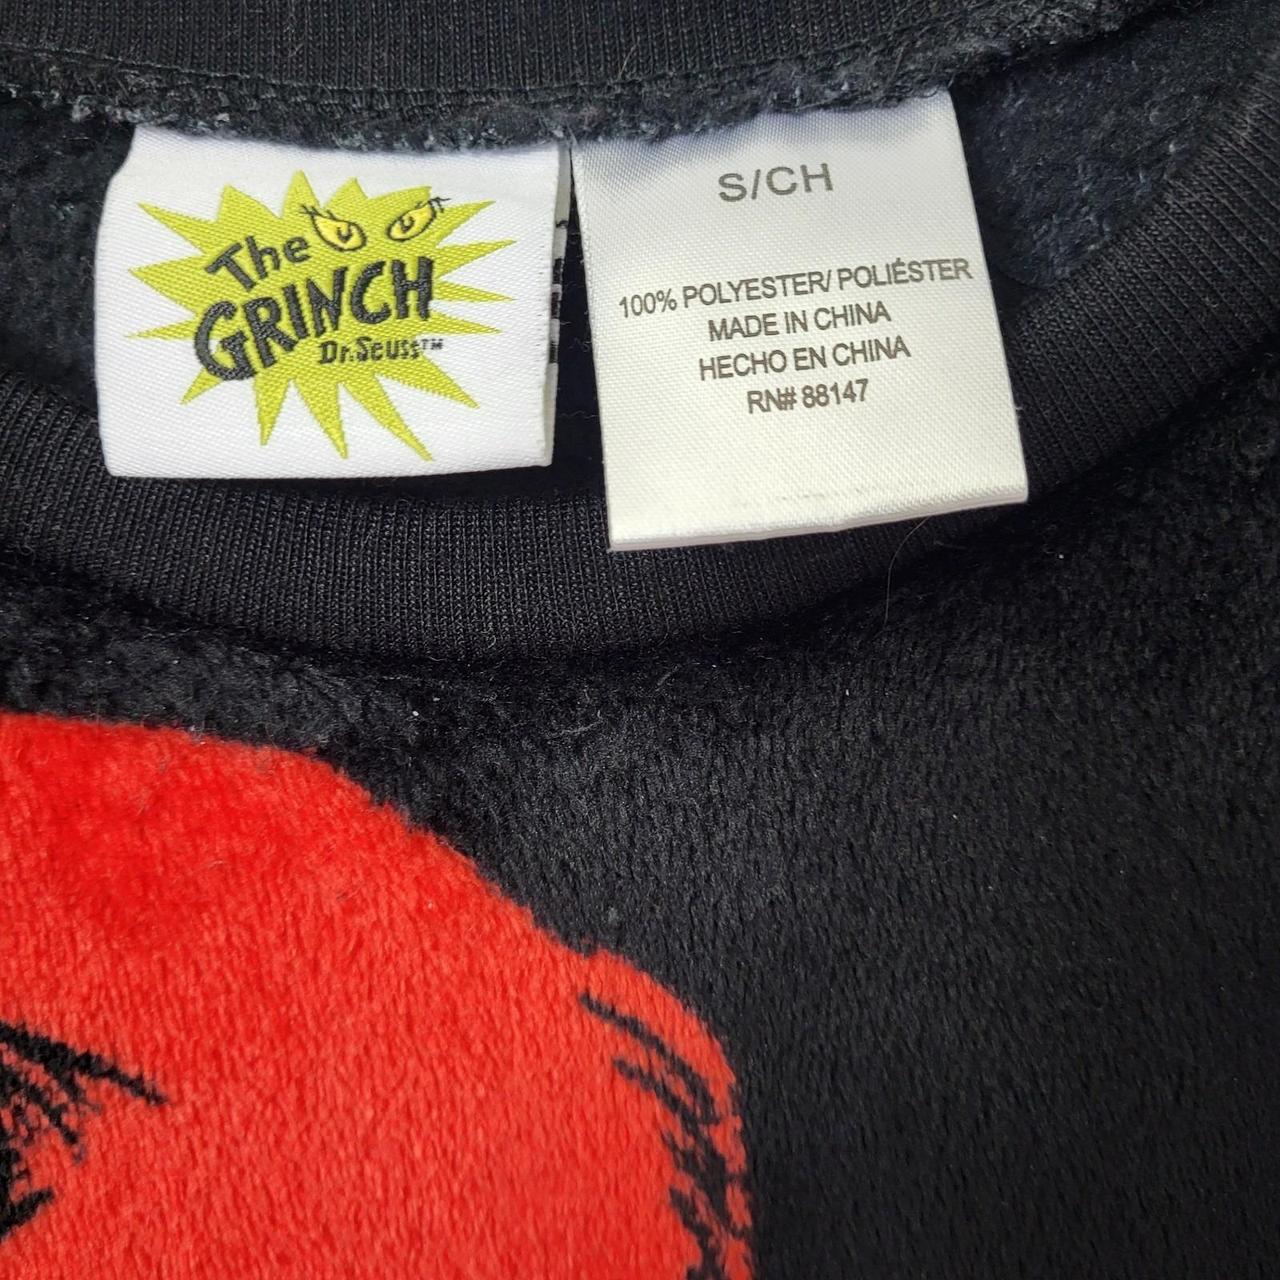 The
GRINCH
Dr. Seuss™
S/CH
100% POLYESTER/ POLIÉSTER
MADE IN CHINA
HECHO EN CHINA
RN# 88147